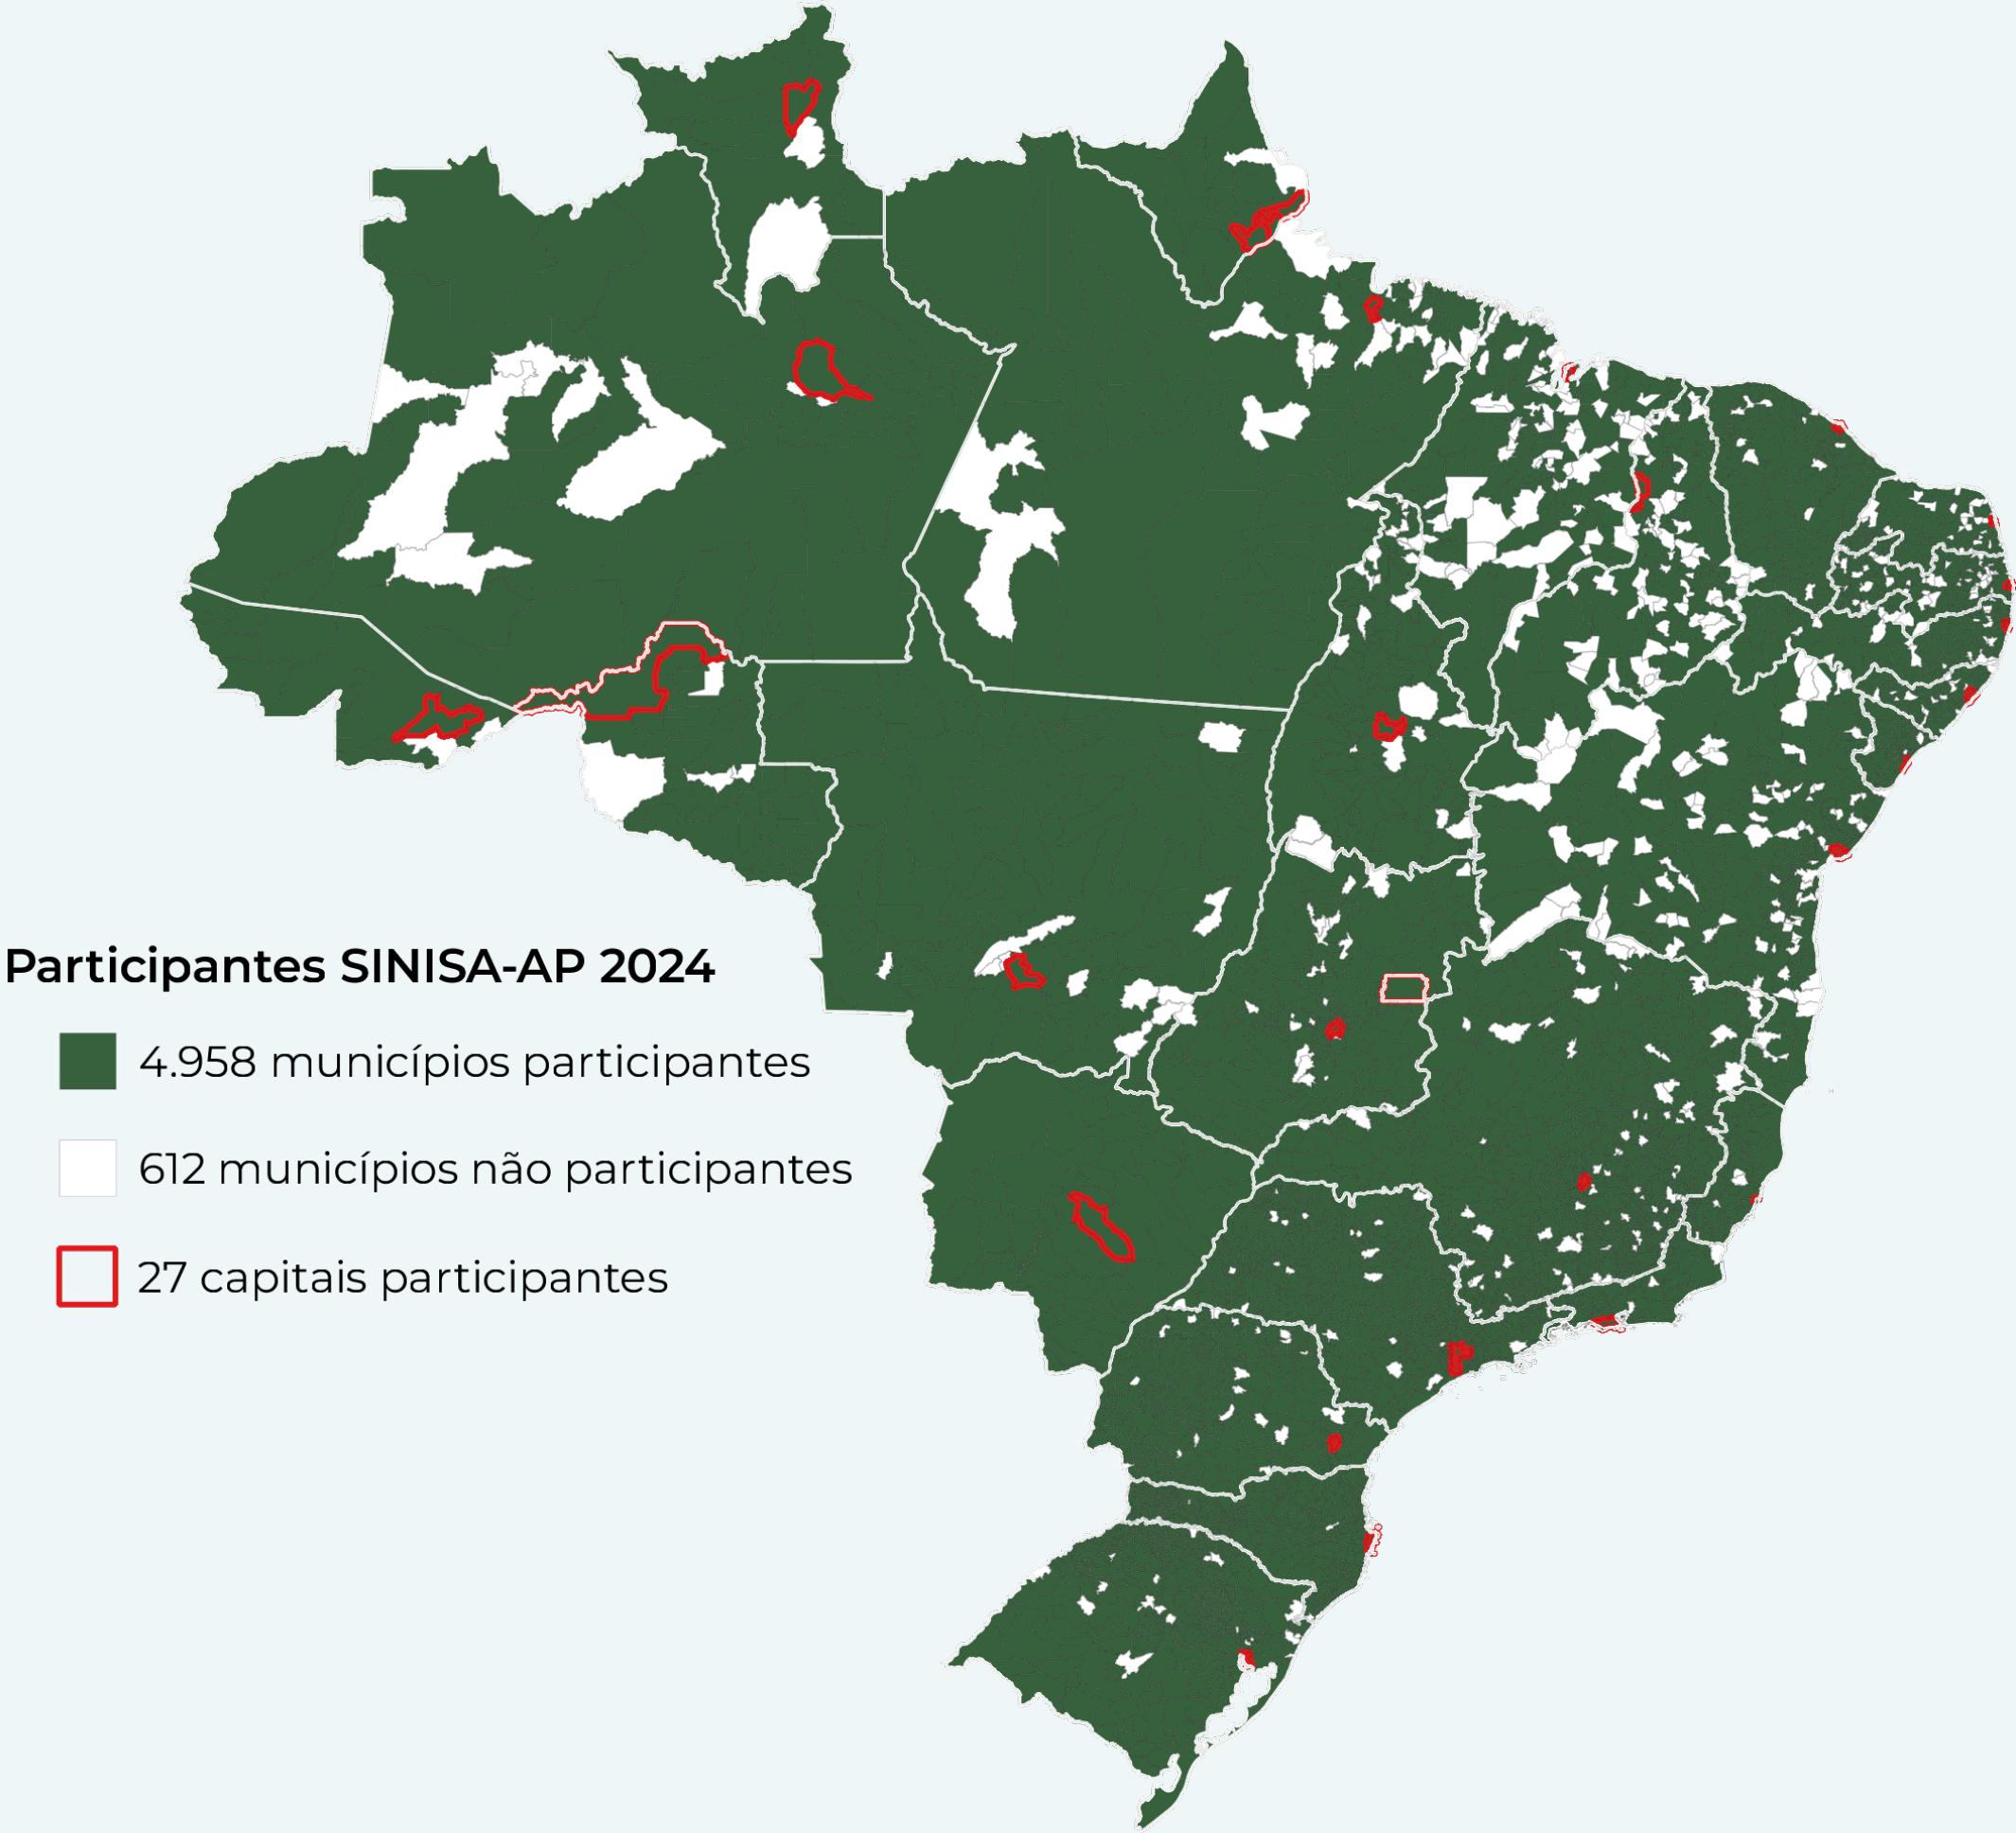 Participantes SINISA-AP 2024
4.958 municípios participantes
612 municípios não participantes
27 capitais participantes